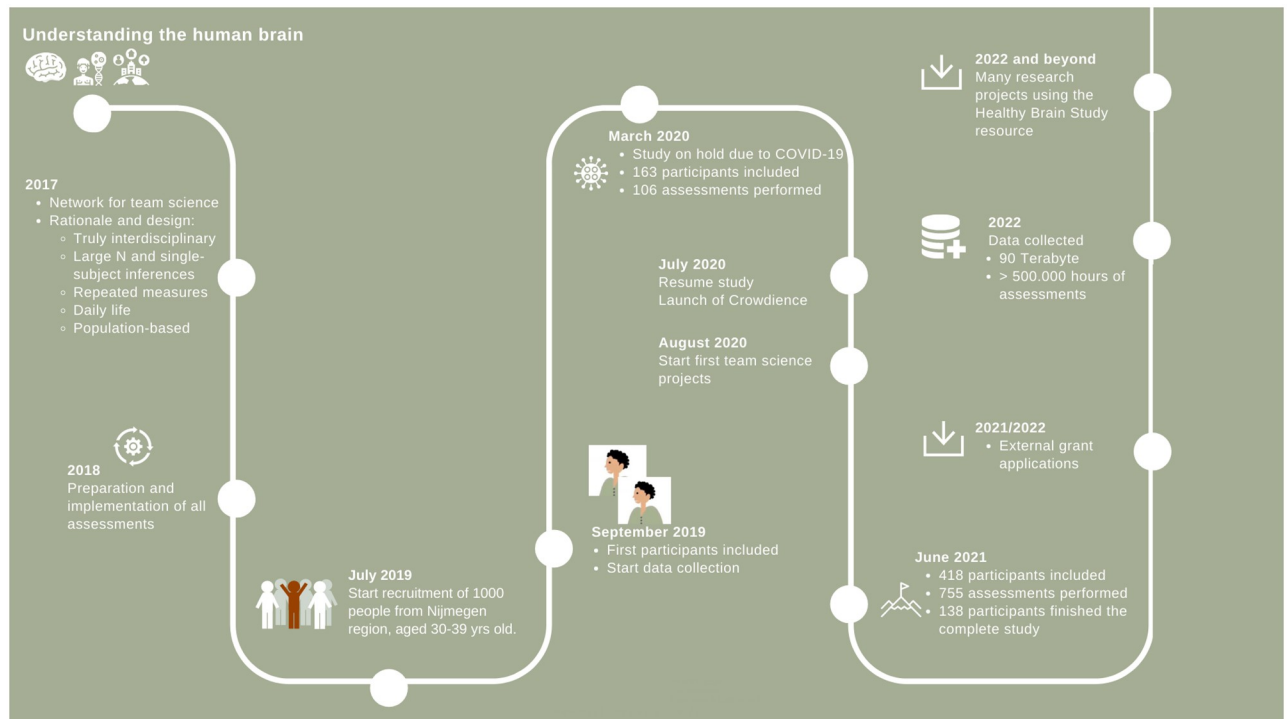 Understanding the human brain
2017
• Network for team science
• Rationale and design:
◦ Truly interdisciplinary
◦ Large N and single-
subject inferences
◦ Repeated measures
◦ Daily life
◦ Population-based
2018
Preparation and
implementation of all
assessments
July 2019
Start recruitment of 1000
people from Nijmegen
region, aged 30-39 yrs old.
September 2019
• First participants included
• Start data collection
March 2020
• Study on hold due to COVID-19
• 163 participants included
• 106 assessments performed
July 2020
Resume study
Launch of Crowdience
August 2020
Start first team science
projects
June 2021
• 418 participants included
• 755 assessments performed
• 138 participants finished the
complete study
2021/2022
• External grant
applications
2022
Data collected
• 90 Terabyte
• > 500.000 hours of
assessments
2022 and beyond
Many research
projects using the
Healthy Brain Study
resource